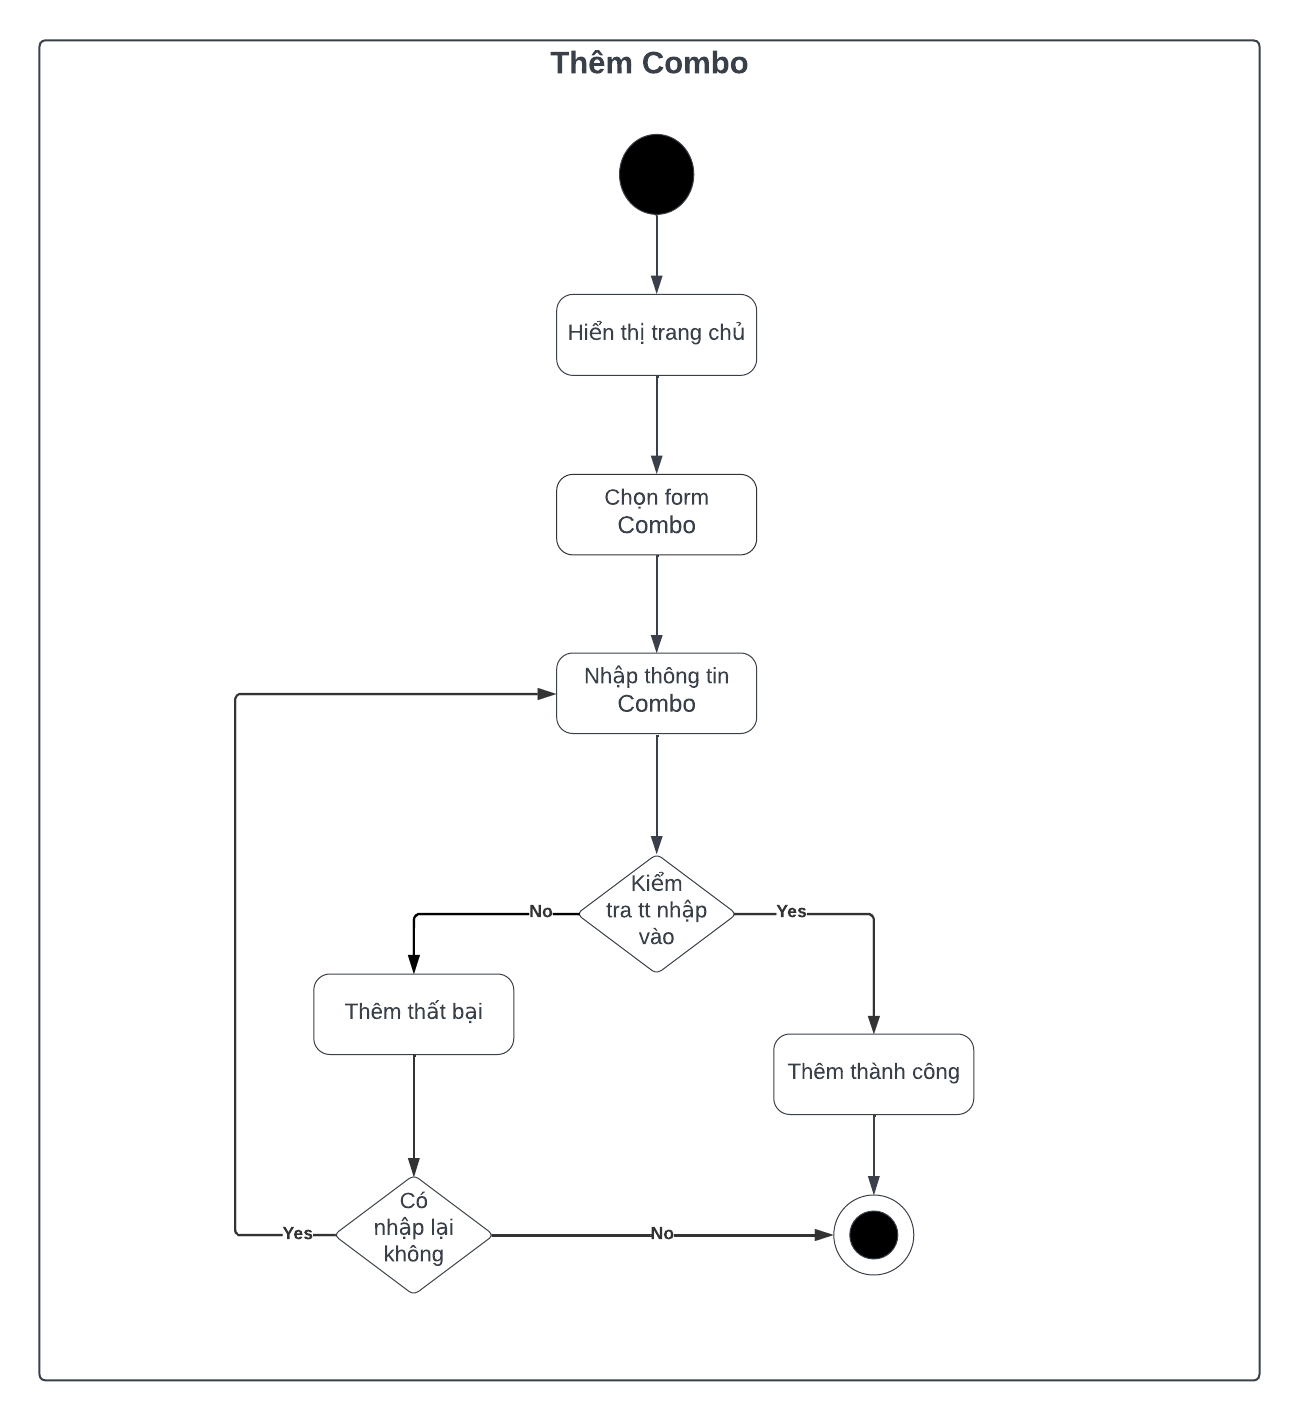 Thêm Combo
Hiển thị trang chủ
Chọn form
Combo
Nhập thông tin
Combo
Kiểm
tra tt nhập
vào
No
Yes
Thêm thất bại
Thêm thành công
Có
nhập lại
không
Yes
No